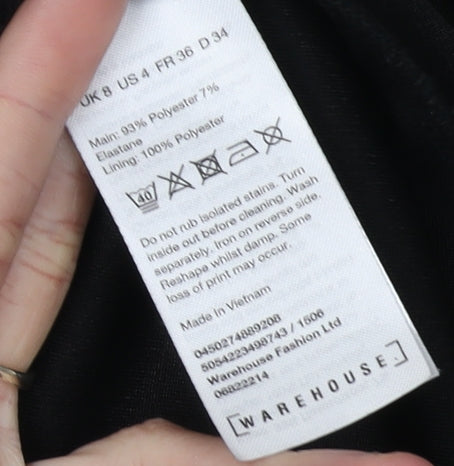 UK 8 US 4 FR 36 D 34
Main: 93% Polyester 7%
Elastane
Lining: 100% Polyester
40
Do not rub isolated stains. Turn
inside out before cleaning. Wash
separately. Iron on reverse side.
Reshape whilst damp. Some
loss of print may occur.
Made in Vietnam
0450274889208
5054223498743 / 1506
Warehouse Fashion Ltd
06822214
WAREHOUSE